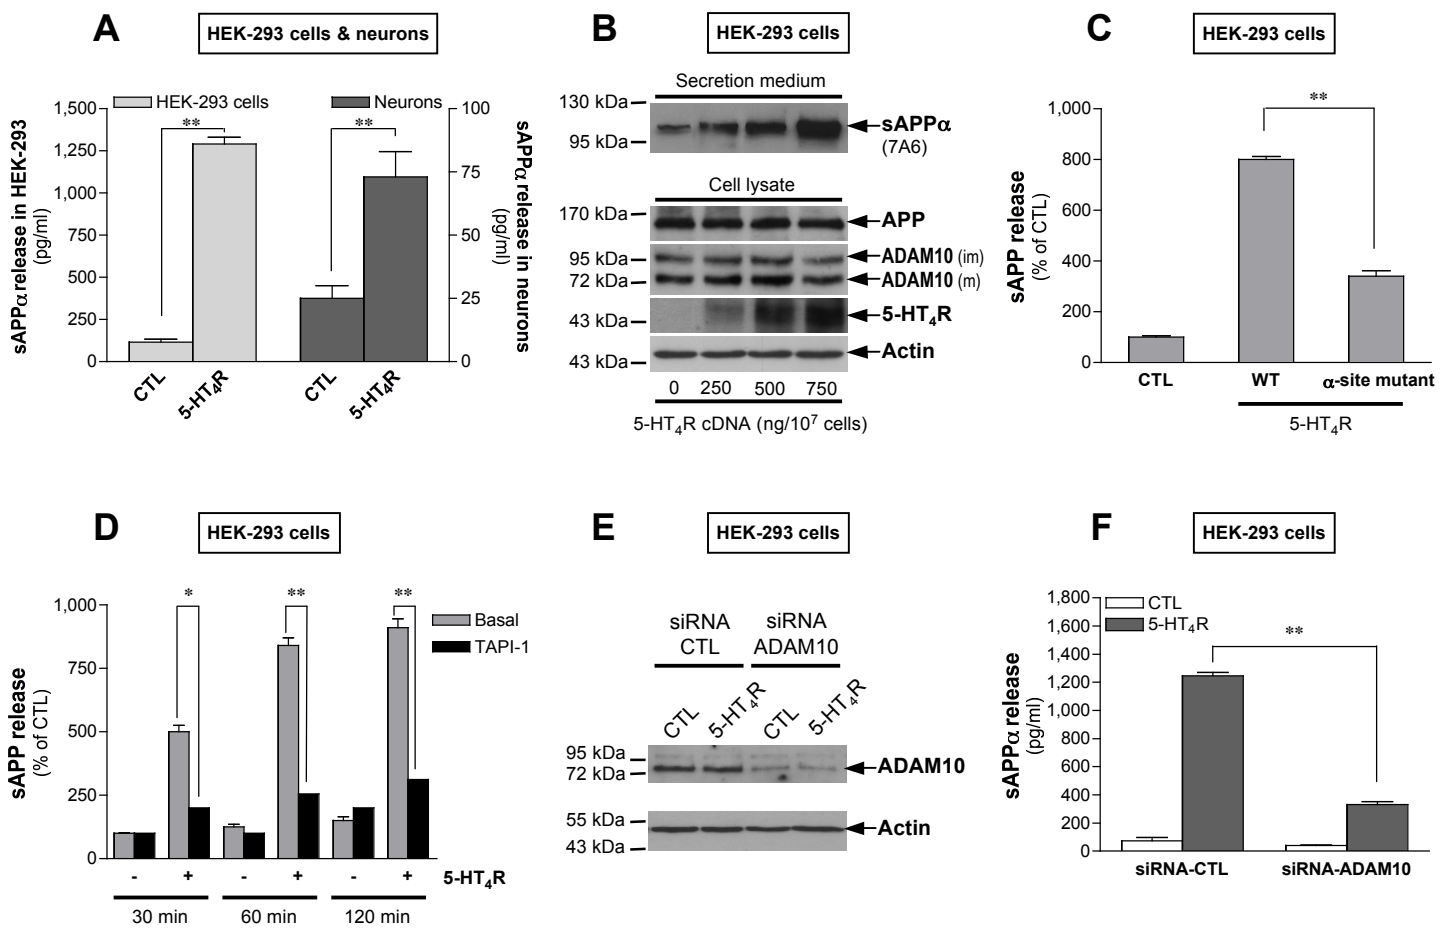 A
HEK-293 cells & neurons
HEK-293 cells
Neurons
sAPPα release in HEK-293
(pg/ml)
1,500
1,250
1,000
750
500
250
0
**
**
100
75
50
25
0
sAPPα release in neurons
(pg/ml)
CTL
5-HT4R
CTL
5-HT4R
B
HEK-293 cells
Secretion medium
130 kDa
95 kDa
sAPPα
(7A6)
Cell lysate
170 kDa
APP
95 kDa
ADAM10 (im)
72 kDa
ADAM10 (m)
43 kDa
5-HT4R
43 kDa
Actin
0 250 500 750
5-HT4R cDNA (ng/10⁷ cells)
C
HEK-293 cells
sAPP release
(% of CTL)
1,000
800
600
400
200
0
**
CTL
WT
α-site mutant
5-HT4R
D
HEK-293 cells
sAPP release
(% of CTL)
1,000
750
500
250
0
*
**
**
Basal
TAPI-1
- + - + - + 5-HT4R
30 min
60 min
120 min
E
HEK-293 cells
siRNA
CTL
siRNA
ADAM10
CTL
5-HT4R
CTL
5-HT4R
95 kDa
72 kDa
ADAM10
55 kDa
43 kDa
Actin
F
HEK-293 cells
sAPPα release
(pg/ml)
1,800
1,600
1,400
1,200
1,000
800
600
400
200
0
CTL
5-HT4R
**
siRNA-CTL
siRNA-ADAM10